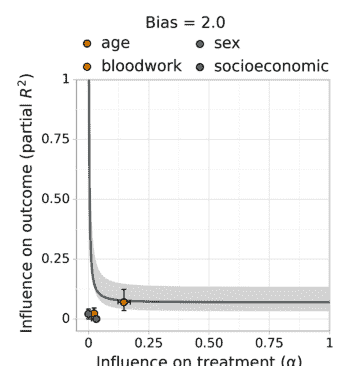 Bias = 2.0
age
sex
bloodwork
socioeconomic
Influence on outcome (partial R²)
1
0.75
0.50
0.25
0
0
0.25
0.50
0.75
1
Influence on treatment (α)